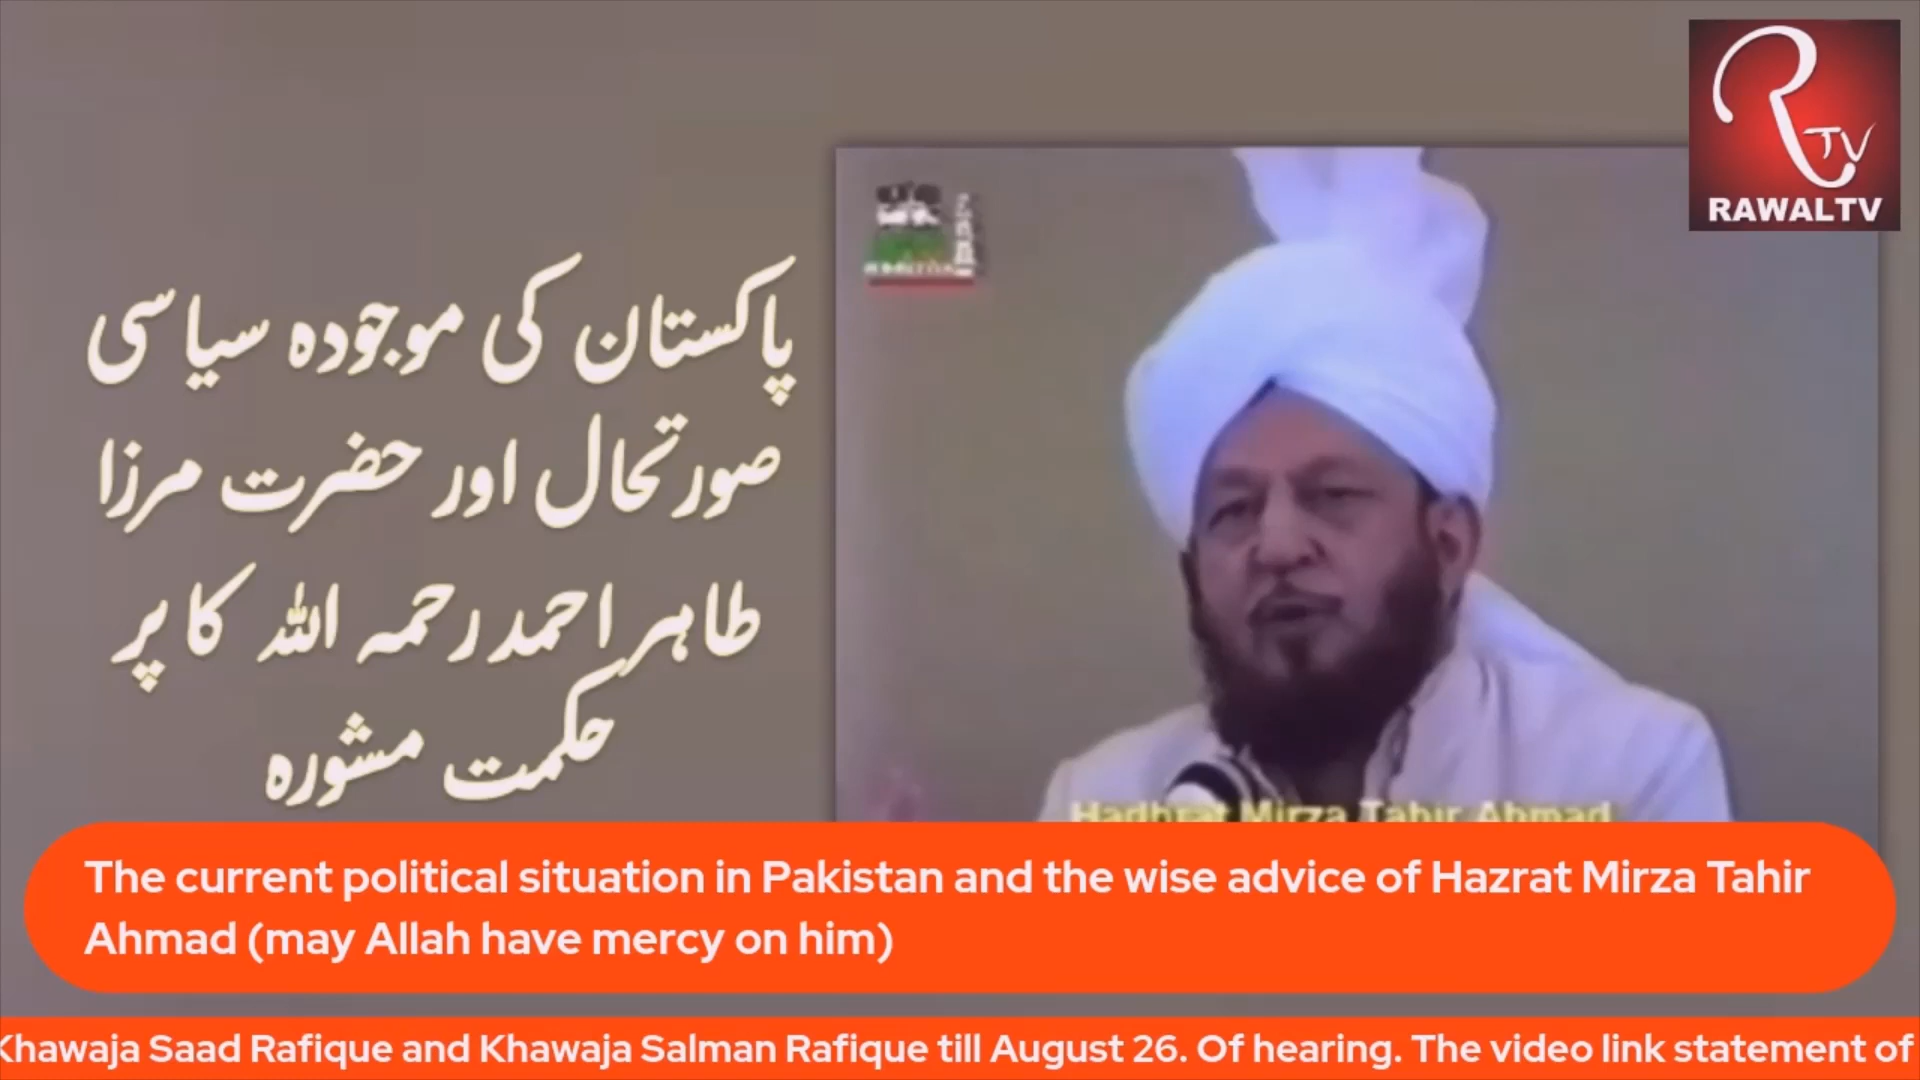 TV
RAWALTV
پاکستان کی موجودہ سیاسی
صورتحال اور حضرت مرزا
طاہر احمد رحمہ اللہ کا پر
حکمت مشورہ
Hadhrat Mirza Tahir Ahmad
The current political situation in Pakistan and the wise advice of Hazrat Mirza Tahir
Ahmad (may Allah have mercy on him)
Khawaja Saad Rafique and Khawaja Salman Rafique till August 26. Of hearing. The video link statement of